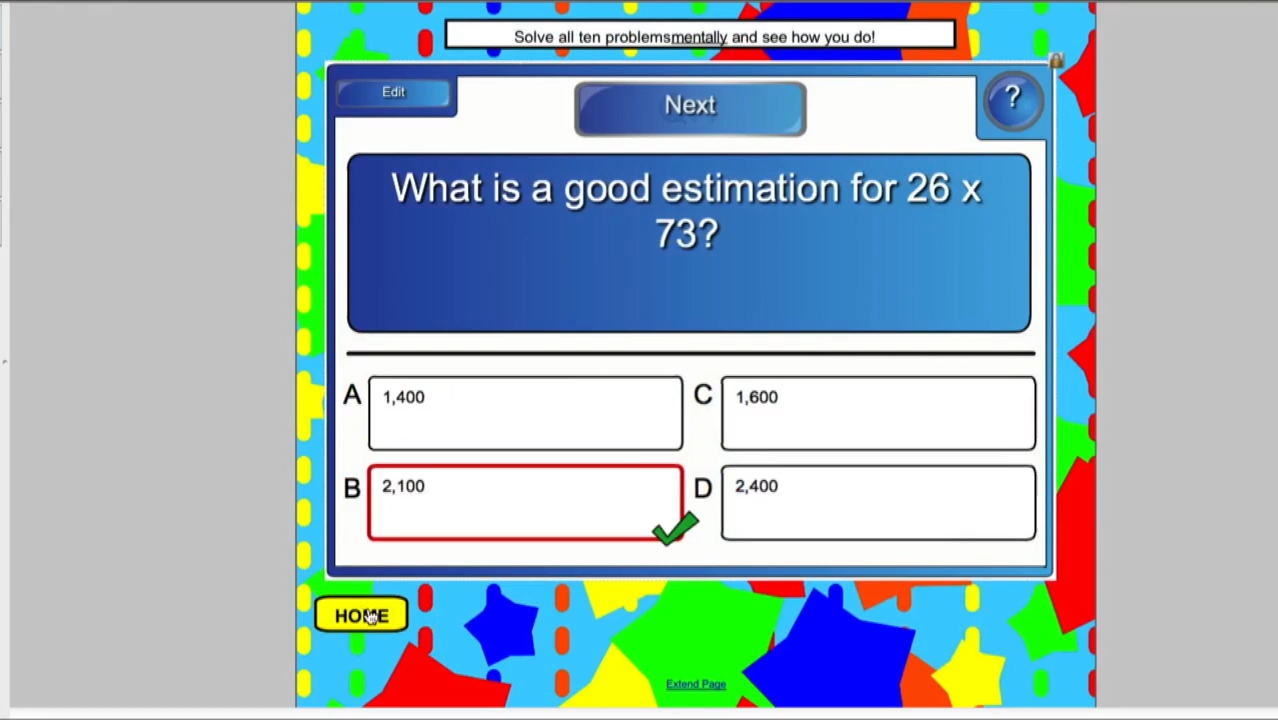 Solve all ten problemsmentally and see how you do!
Edit
Next
?
What is a good estimation for 26 x
73?
A 1,400
C 1,600
B 2,100
D 2,400
HOME
Extend Page